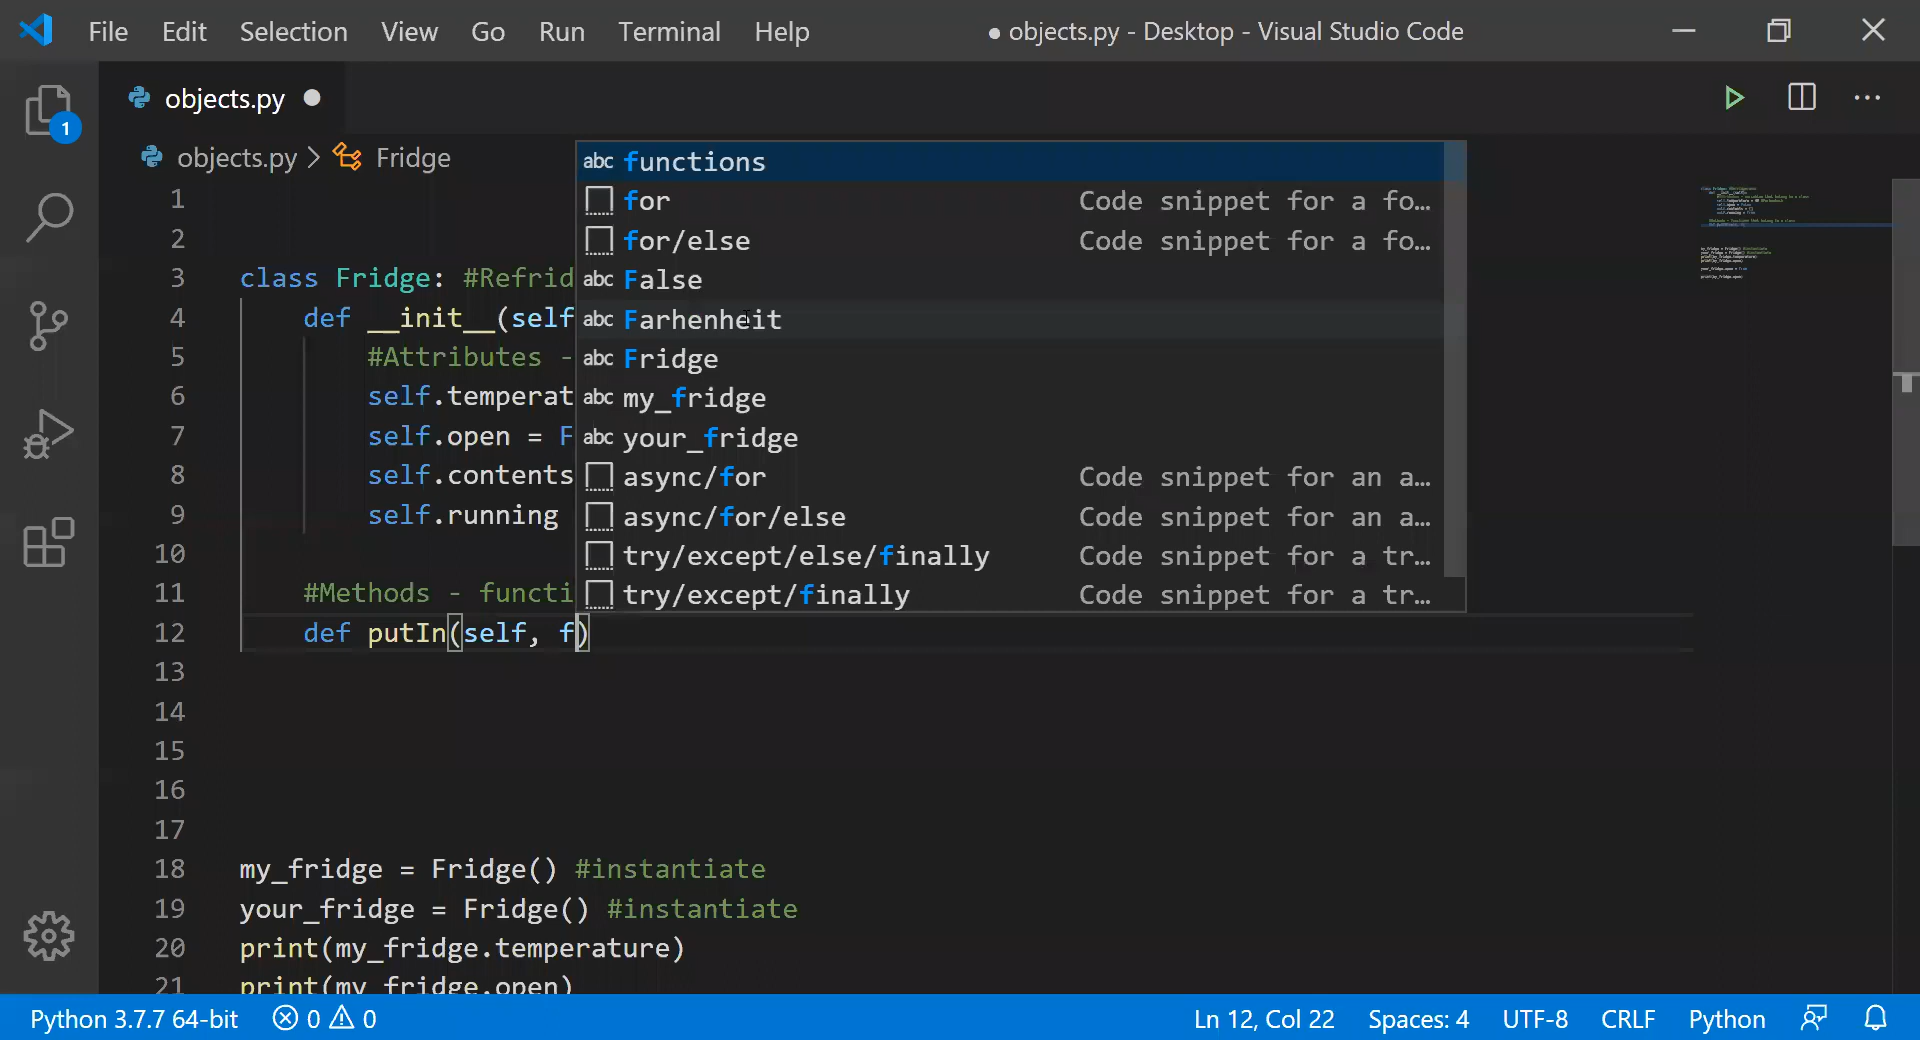 File Edit Selection View Go Run Terminal Help ● objects.py - Desktop - Visual Studio Code
objects.py ●
1
objects.py > Fridge
abc functions
for Code snippet for a fo…
for/else Code snippet for a fo…
abc False
abc Farhenheit
abc Fridge
abc my_fridge
abc your_fridge
async/for Code snippet for an a…
async/for/else Code snippet for an a…
try/except/else/finally Code snippet for a tr…
try/except/finally Code snippet for a tr…
1
2
3 class Fridge: #Refrid
4 def __init__(self
5 #Attributes -
6 self.temperat
7 self.open = F
8 self.contents
9 self.running
10
11 #Methods - functi
12 def putIn(self, f)
13
14
15
16
17
18 my_fridge = Fridge() #instantiate
19 your_fridge = Fridge() #instantiate
20 print(my_fridge.temperature)
21 print(my_fridge.open)
Python 3.7.7 64-bit 0 0 Ln 12, Col 22 Spaces: 4 UTF-8 CRLF Python